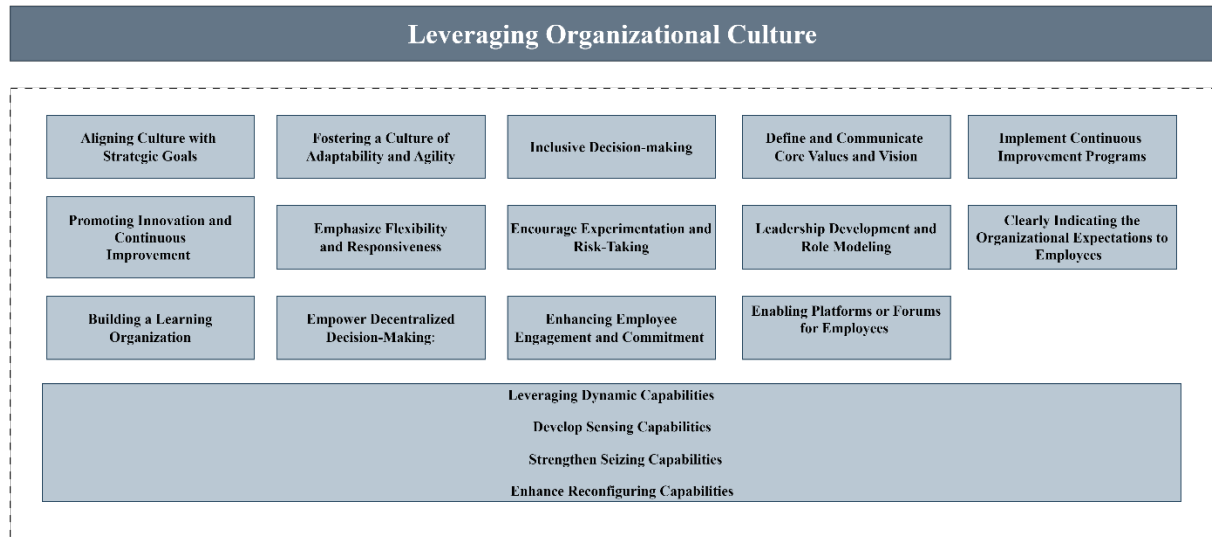 Leveraging Organizational Culture
Aligning Culture with
Strategic Goals
Fostering a Culture of
Adaptability and Agility
Inclusive Decision-making
Define and Communicate
Core Values and Vision
Implement Continuous
Improvement Programs
Promoting Innovation and
Continuous
Improvement
Emphasize Flexibility
and Responsiveness
Encourage Experimentation and
Risk-Taking
Leadership Development and
Role Modeling
Clearly Indicating the
Organizational Expectations to
Employees
Building a Learning
Organization
Empower Decentralized
Decision-Making:
Enhancing Employee
Engagement and Commitment
Enabling Platforms or Forums
for Employees
Leveraging Dynamic Capabilities
Develop Sensing Capabilities
Strengthen Seizing Capabilities
Enhance Reconfiguring Capabilities